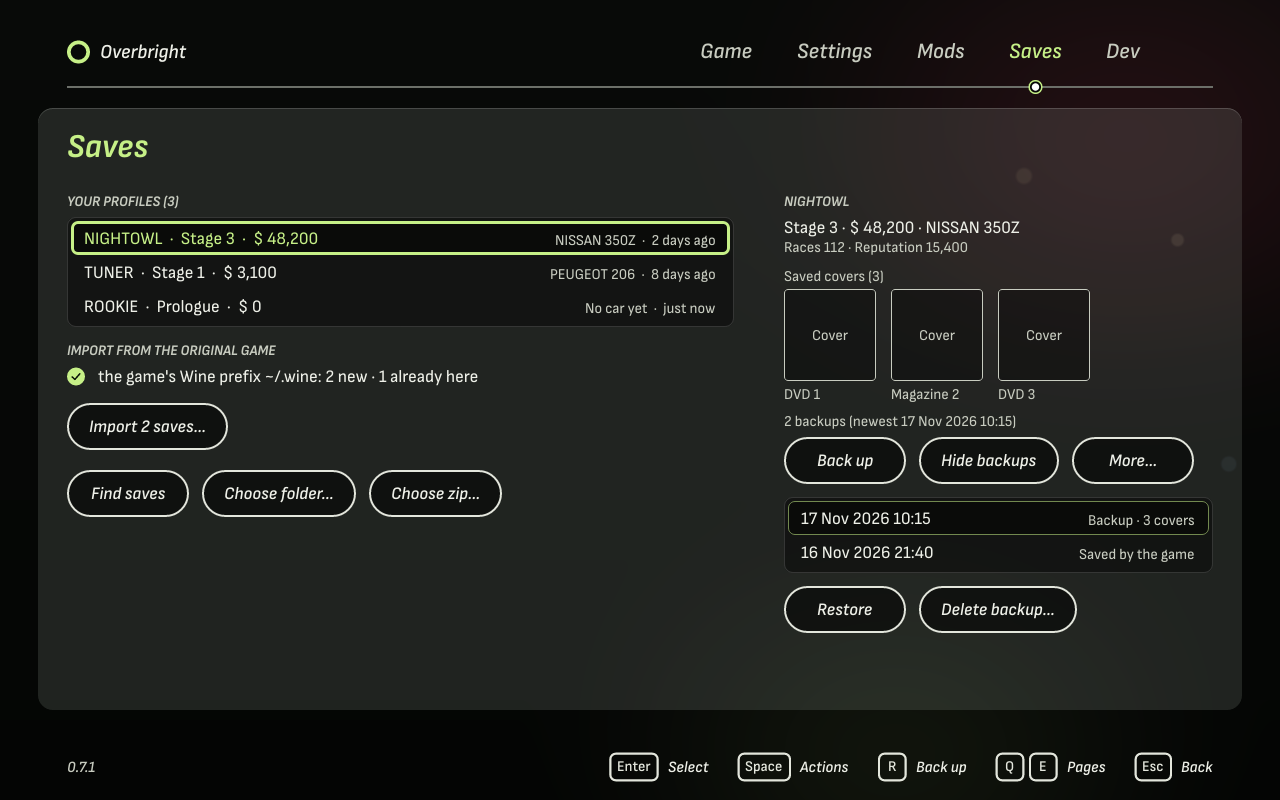 Overbright
Game Settings Mods Saves Dev
Saves
YOUR PROFILES (3)
NIGHTOWL · Stage 3 · $ 48,200 NISSAN 350Z · 2 days ago
TUNER · Stage 1 · $ 3,100 PEUGEOT 206 · 8 days ago
ROOKIE · Prologue · $ 0 No car yet · just now
IMPORT FROM THE ORIGINAL GAME
the game's Wine prefix ~/.wine: 2 new · 1 already here
Import 2 saves...
Find saves Choose folder... Choose zip...
NIGHTOWL
Stage 3 · $ 48,200 · NISSAN 350Z
Races 112 · Reputation 15,400
Saved covers (3)
Cover Cover Cover
DVD 1 Magazine 2 DVD 3
2 backups (newest 17 Nov 2026 10:15)
Back up Hide backups More...
17 Nov 2026 10:15 Backup · 3 covers
16 Nov 2026 21:40 Saved by the game
Restore Delete backup...
0.7.1 Enter Select Space Actions R Back up Q E Pages Esc Back